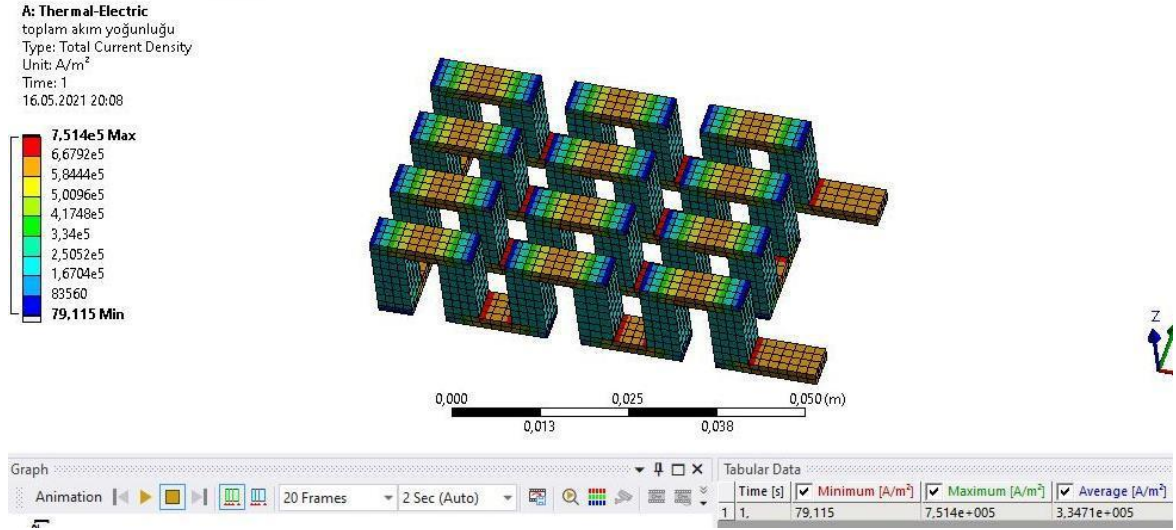 A: Thermal-Electric
toplam akım yoğunluğu
Type: Total Current Density
Unit: A/m²
Time: 1
16.05.2021 20:08
7,514e5 Max
6,6792e5
5,8444e5
5,0096e5
4,1748e5
3,34e5
2,5052e5
1,6704e5
83560
79,115 Min
Z
0,000 0,025 0,050 (m)
0,013 0,038
Graph
Animation 20 Frames 2 Sec (Auto)
Tabular Data
Time [s] Minimum [A/m²] Maximum [A/m²] Average [A/m²]
1 1, 79,115 7,514e+005 3,3471e+005